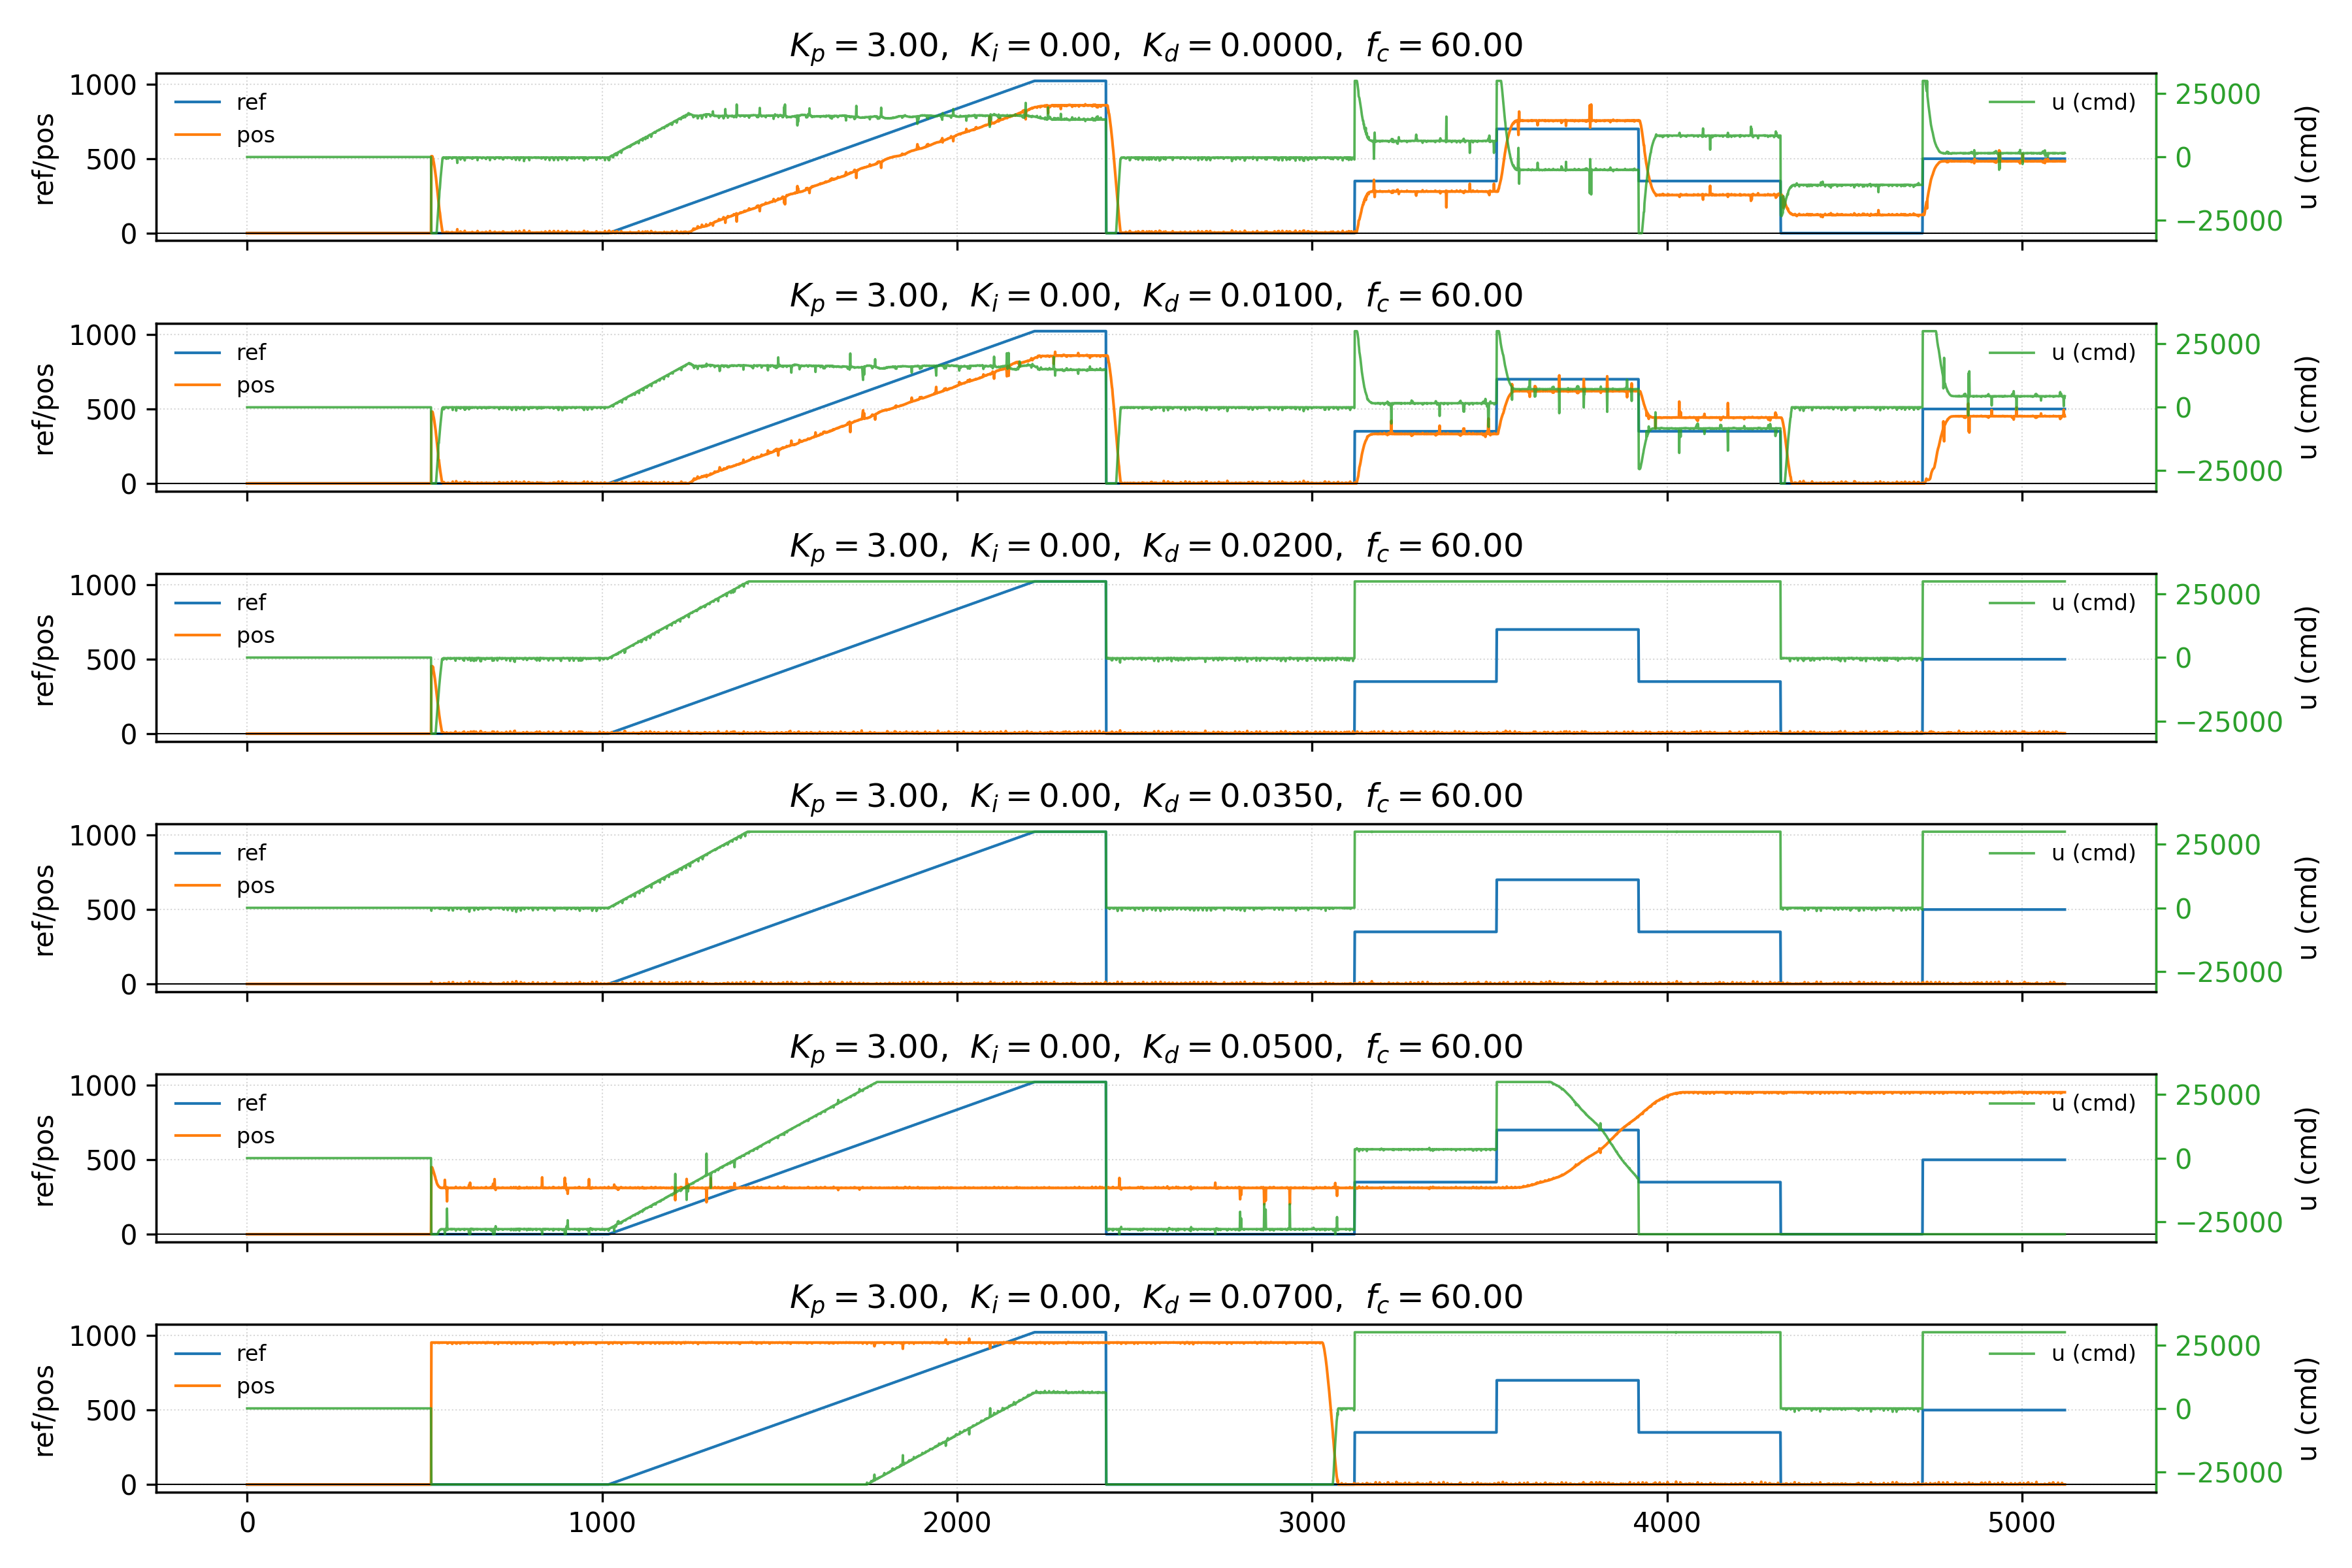 K_p = 3.00, K_i = 0.00, K_d = 0.0000, f_c = 60.00
1000
500
0
ref/pos
ref
pos
u (cmd)
25000
0
−25000
u (cmd)
K_p = 3.00, K_i = 0.00, K_d = 0.0100, f_c = 60.00
1000
500
0
ref/pos
ref
pos
u (cmd)
25000
0
−25000
u (cmd)
K_p = 3.00, K_i = 0.00, K_d = 0.0200, f_c = 60.00
1000
500
0
ref/pos
ref
pos
u (cmd)
25000
0
−25000
u (cmd)
K_p = 3.00, K_i = 0.00, K_d = 0.0350, f_c = 60.00
1000
500
0
ref/pos
ref
pos
u (cmd)
25000
0
−25000
u (cmd)
K_p = 3.00, K_i = 0.00, K_d = 0.0500, f_c = 60.00
1000
500
0
ref/pos
ref
pos
u (cmd)
25000
0
−25000
u (cmd)
K_p = 3.00, K_i = 0.00, K_d = 0.0700, f_c = 60.00
1000
500
0
ref/pos
ref
pos
u (cmd)
25000
0
−25000
u (cmd)
0 1000 2000 3000 4000 5000